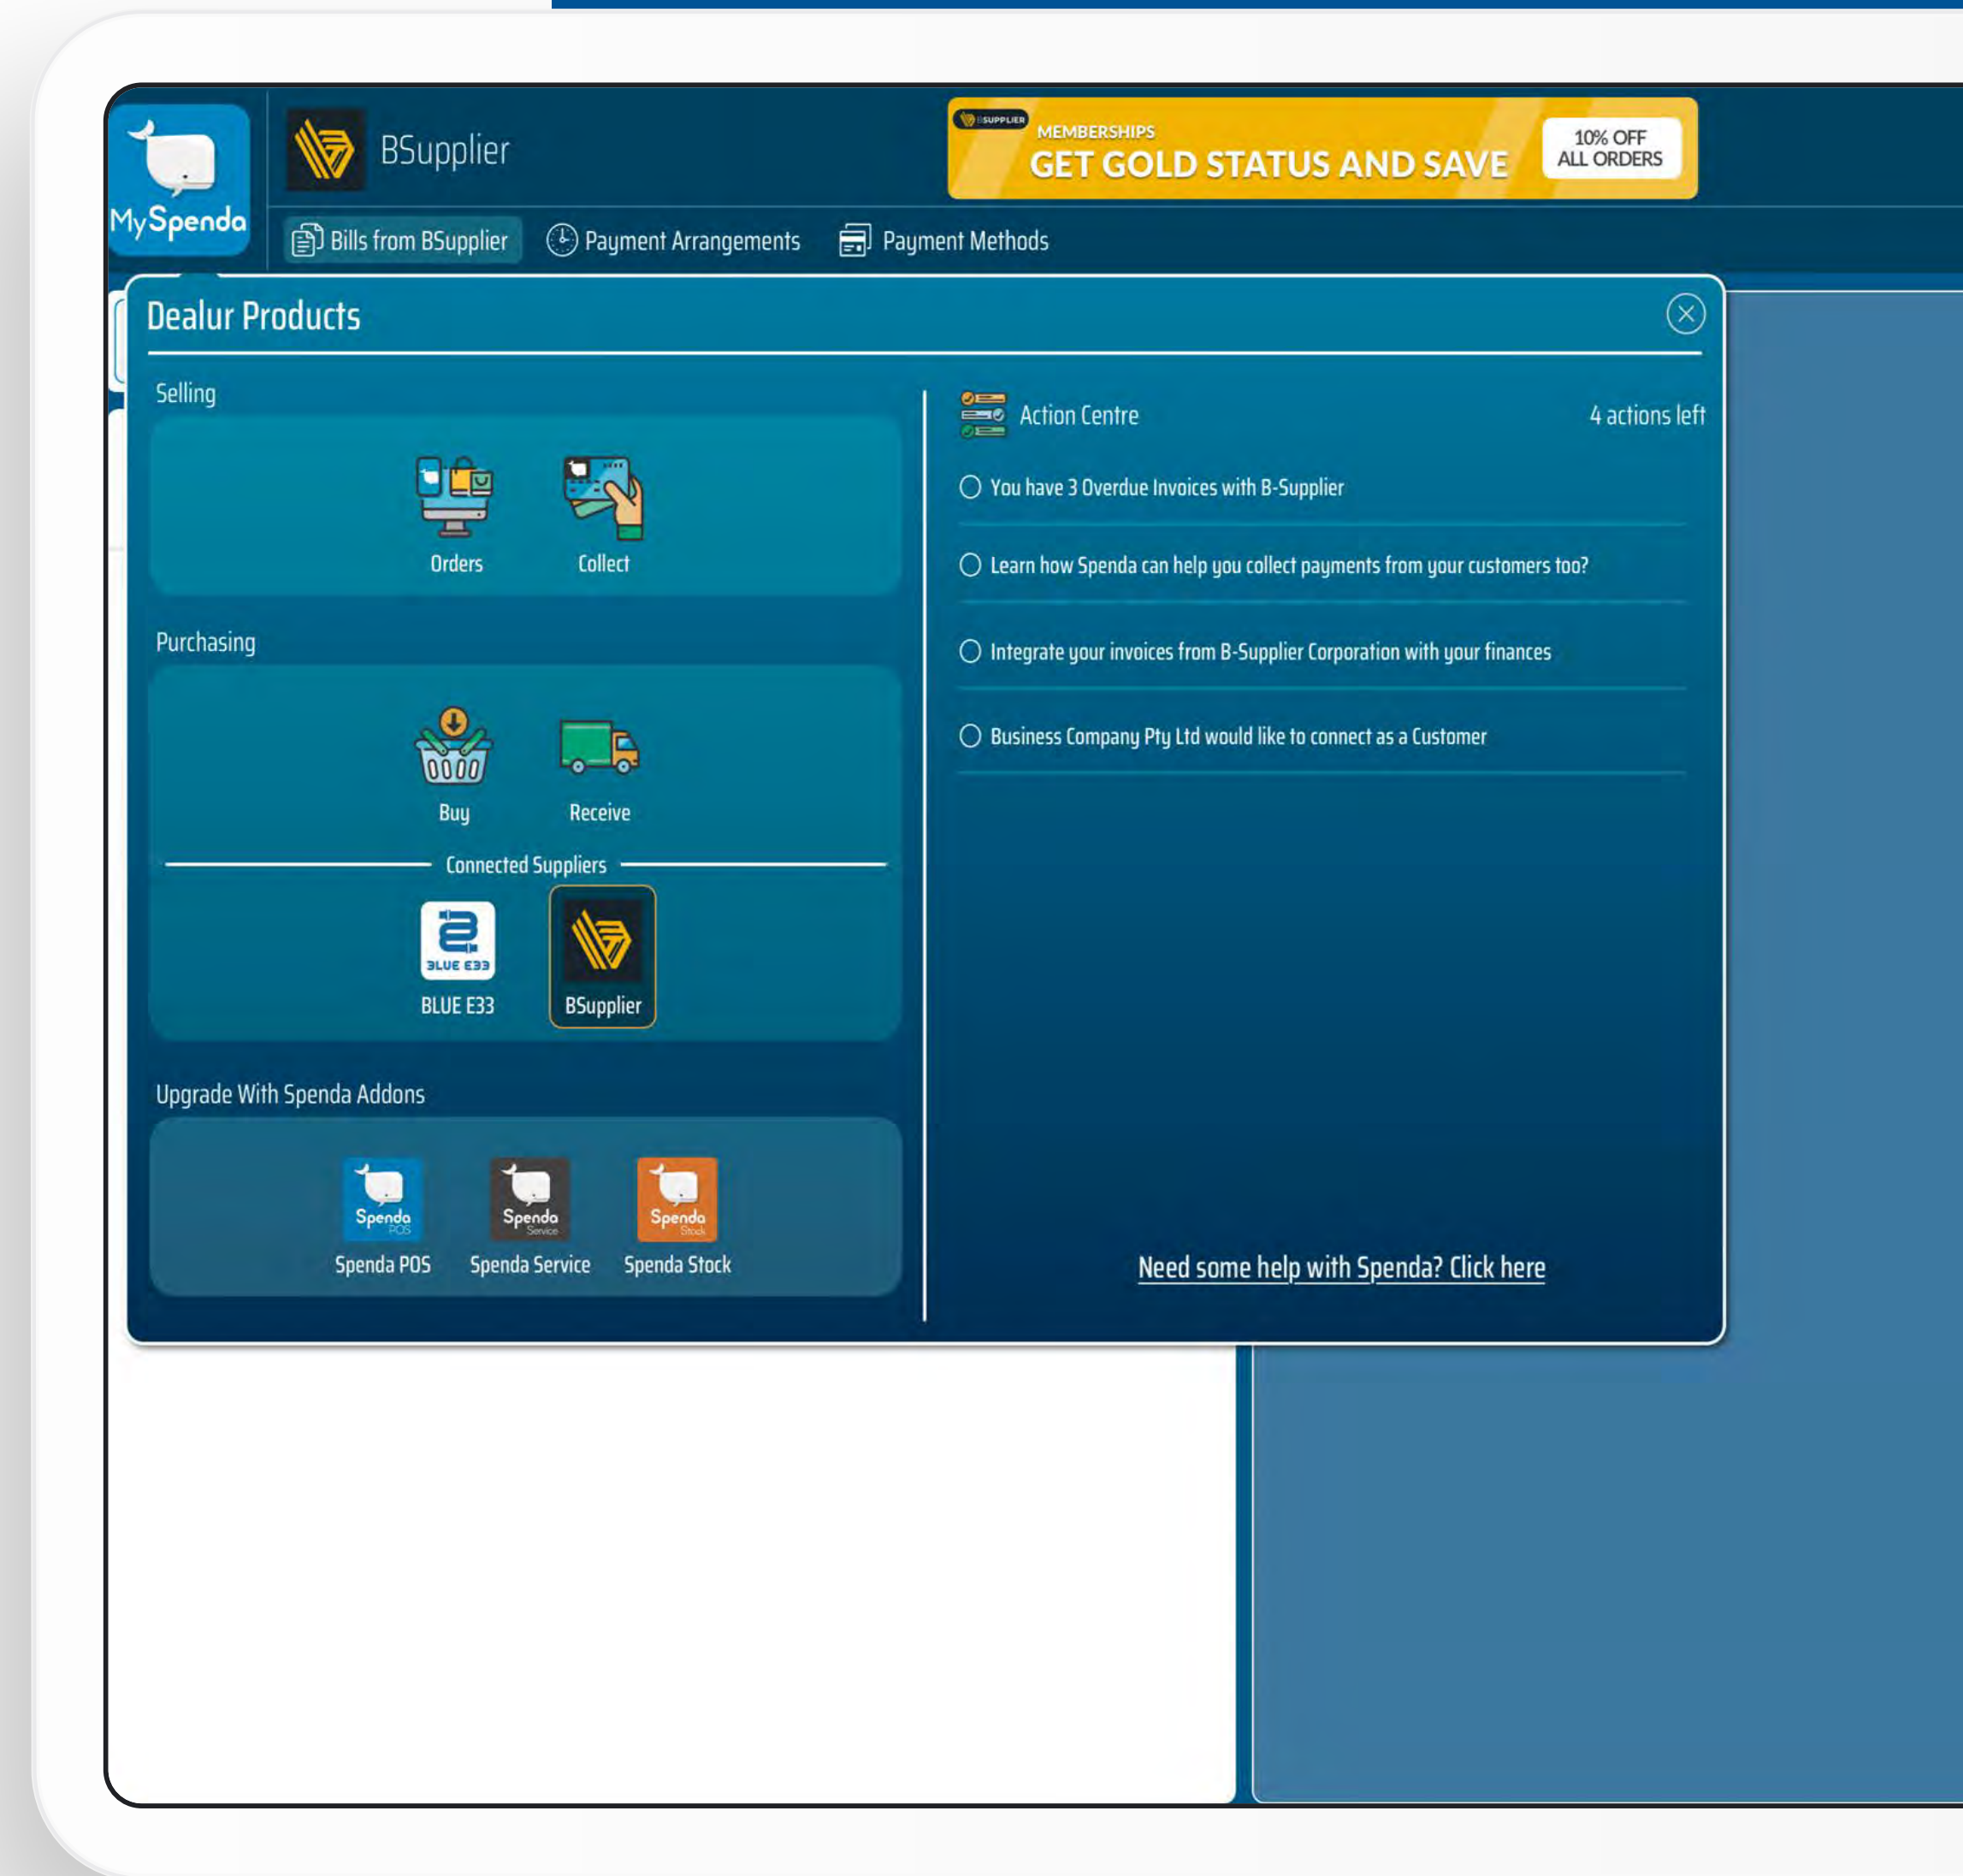 MySpenda
BSupplier
BSUPPLIER
MEMBERSHIPS
GET GOLD STATUS AND SAVE
10% OFF
ALL ORDERS
Bills from BSupplier
Payment Arrangements
Payment Methods
Dealur Products
Selling
Orders
Collect
Purchasing
Buy
Receive
Connected Suppliers
BLUE E33
BLUE E33
BSupplier
Upgrade With Spenda Addons
Spenda
POS
Spenda
Service
Spenda
Stock
Spenda POS
Spenda Service
Spenda Stock
Action Centre
4 actions left
You have 3 Overdue Invoices with B-Supplier
Learn how Spenda can help you collect payments from your customers too?
Integrate your invoices from B-Supplier Corporation with your finances
Business Company Pty Ltd would like to connect as a Customer
Need some help with Spenda? Click here